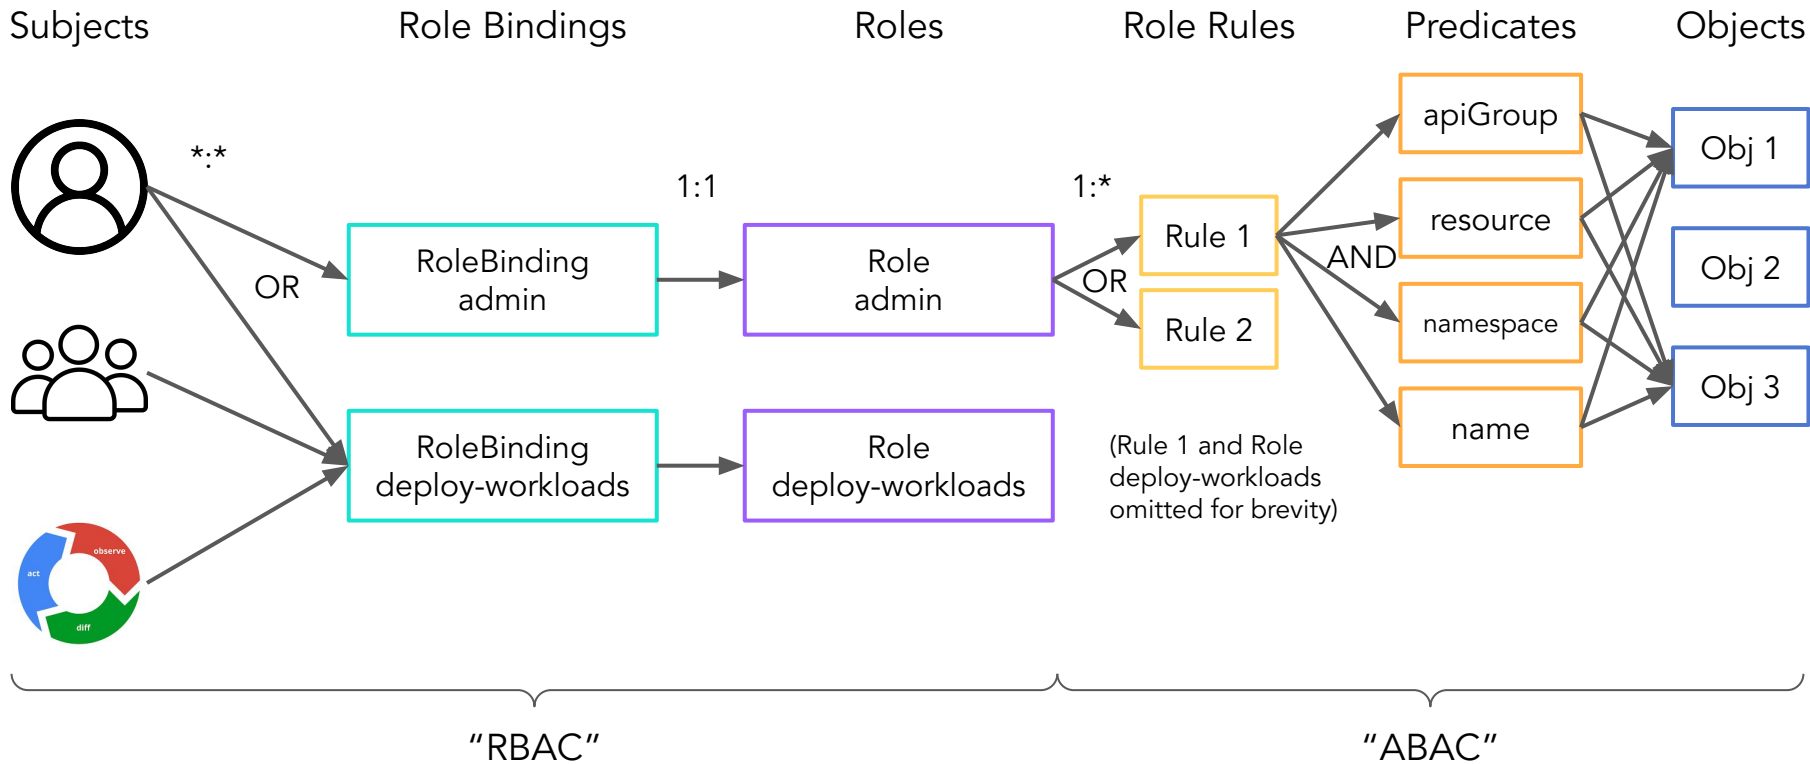 Subjects
Role Bindings
Roles
Role Rules
Predicates
Objects
*:*
1:1
1:*
OR
RoleBinding
admin
Role
admin
OR
Rule 1
Rule 2
AND
apiGroup
resource
namespace
name
Obj 1
Obj 2
Obj 3
RoleBinding
deploy-workloads
Role
deploy-workloads
(Rule 1 and Role
deploy-workloads
omitted for brevity)
observe
act
diff
“RBAC”
“ABAC”